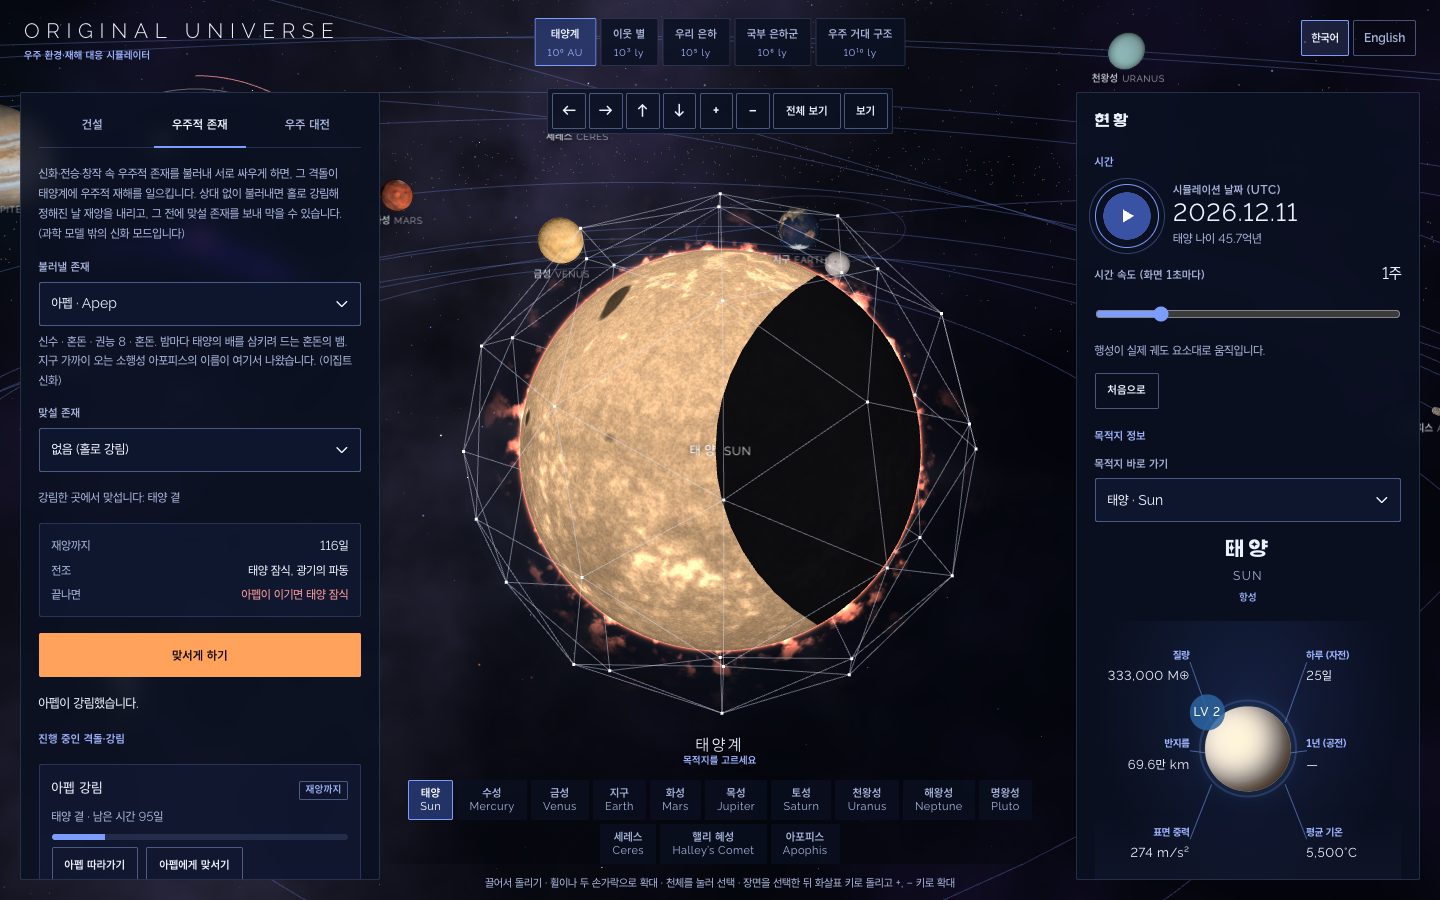 ORIGINAL UNIVERSE
우주 환경·재해 대응 시뮬레이터
태양계
10⁰ AU
이웃 별
10³ ly
우리 은하
10⁵ ly
국부 은하군
10⁶ ly
우주 거대 구조
10¹⁰ ly
한국어
English
천왕성 URANUS
← → ↑ ↓ + − 전체 보기 보기
세레스 CERES
MARS
금성 VENUS
지구 EARTH
태양 SUN
건설
우주적 존재
우주 대전
신화·전승·창작 속 우주적 존재를 불러내 서로 싸우게 하면, 그 격돌이
태양계에 우주적 재해를 일으킵니다. 상대 없이 불러내면 홀로 강림해
정해진 날 재앙을 내리고, 그 전에 맞설 존재를 보내 막을 수 있습니다.
(과학 모델 밖의 신화 모드입니다)
불러낼 존재
아펩 · Apep
신수 · 혼돈 · 권능 8 · 혼돈. 밤마다 태양의 배를 삼키려 드는 혼돈의 뱀.
지구 가까이 오는 소행성 아포피스의 이름이 여기서 나왔습니다. (이집트
신화)
맞설 존재
없음 (홀로 강림)
강림한 곳에서 맞섭니다: 태양 곁
재앙까지 116일
전조 태양 잠식, 광기의 파동
끝나면 아펩이 이기면 태양 잠식
맞서게 하기
아펩이 강림했습니다.
진행 중인 격돌·강림
아펩 강림 재앙까지
태양 곁 · 남은 시간 95일
아펩 따라가기 아펩에게 맞서기
태양계
목적지를 고르세요
태양
Sun
수성
Mercury
금성
Venus
지구
Earth
화성
Mars
목성
Jupiter
토성
Saturn
천왕성
Uranus
해왕성
Neptune
명왕성
Pluto
세레스
Ceres
핼리 혜성
Halley's Comet
아포피스
Apophis
끌어서 돌리기 · 휠이나 두 손가락으로 확대 · 천체를 눌러 선택 · 장면을 선택한 뒤 화살표 키로 돌리고 +, − 키로 확대
현황
시간
시뮬레이션 날짜 (UTC)
2026.12.11
태양 나이 45.7억년
시간 속도 (화면 1초마다) 1주
행성이 실제 궤도 요소대로 움직입니다.
처음으로
목적지 정보
목적지 바로 가기
태양 · Sun
태양
SUN
항성
질량
333,000 M⊕
하루 (자전)
25일
LV 2
반지름
69.6만 km
1년 (공전)
—
표면 중력
274 m/s²
평균 기온
5,500°C